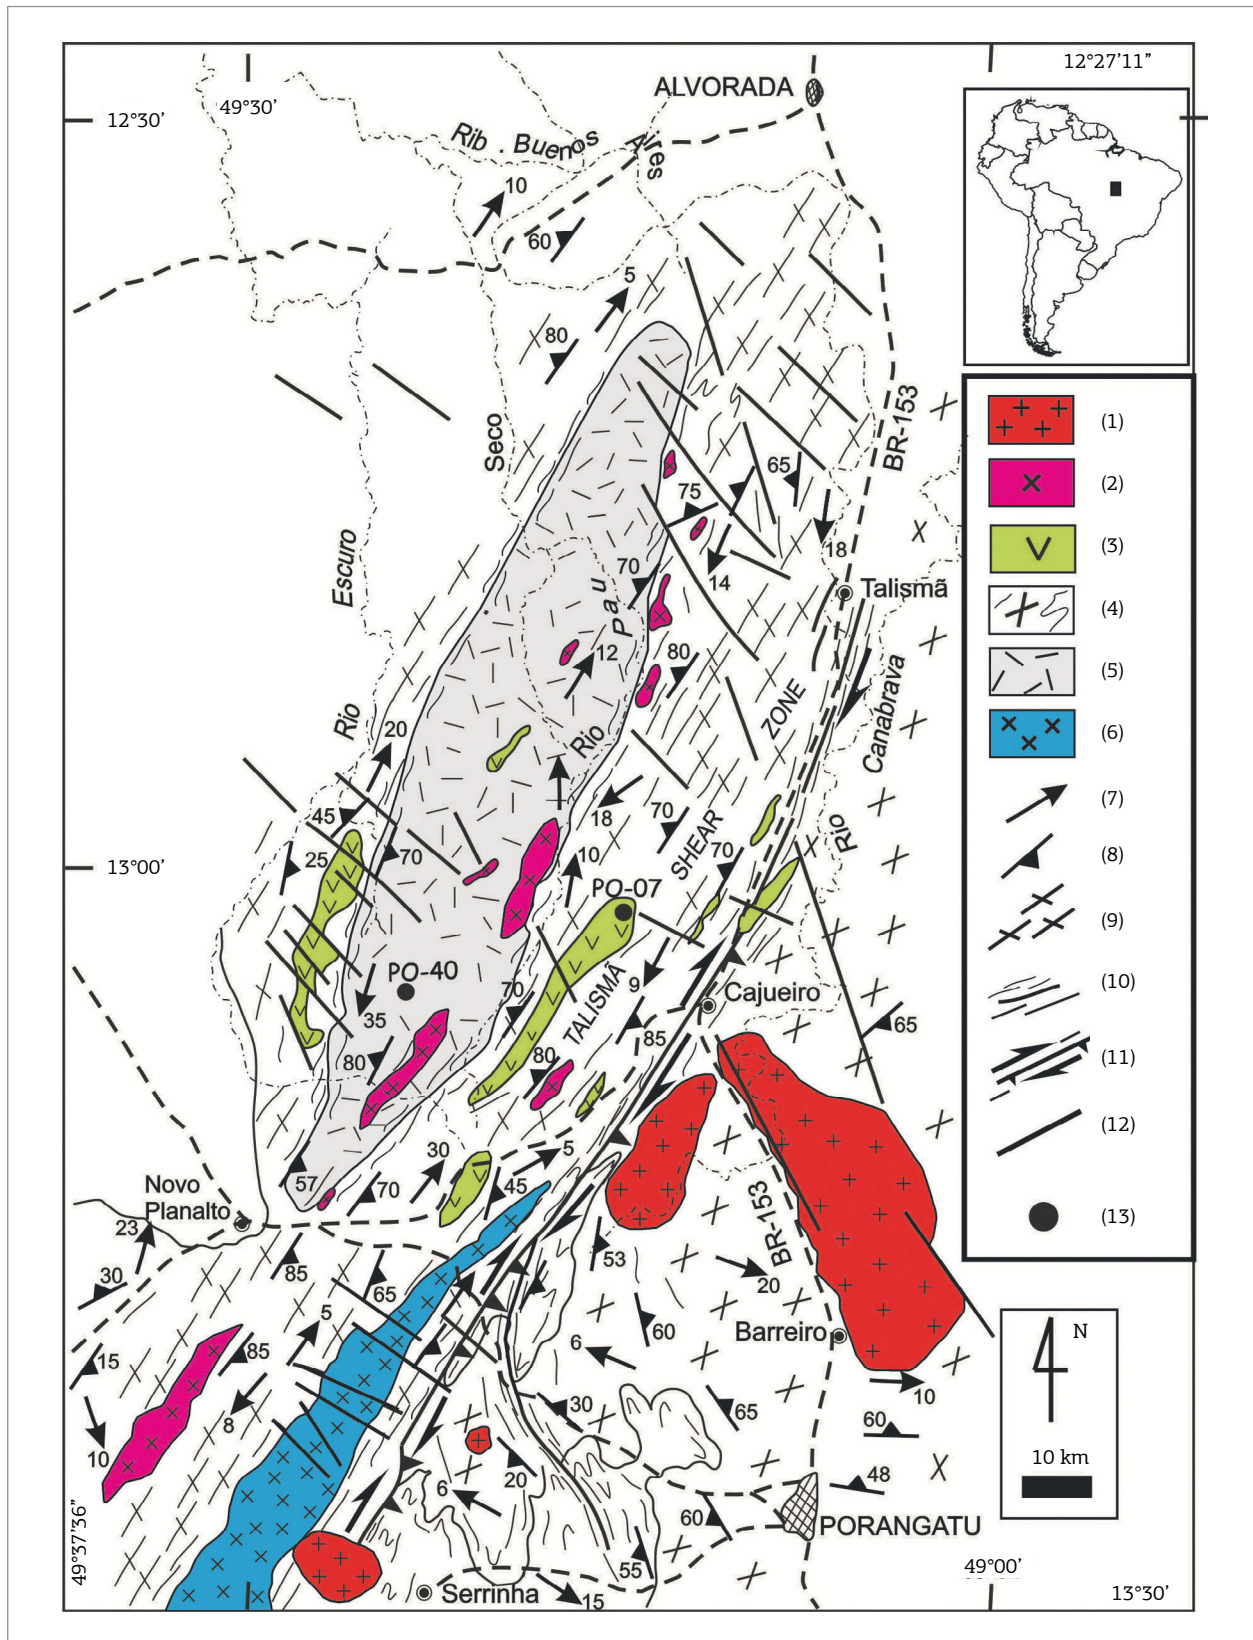 12°27'11"
ALVORADA
49°30'
12°30'
Rib. Buenos Aires
10
60
5
80
BR-153
Seco
65
75
18
70
14
Escuro
Pau
Talismã
12
80
Rio
20
Rio
ZONE
Canabrava
45
18
70
Rio
25
70
10
SHEAR
70
13°00'
PO-07
PO-40
TALISMÃ
9
Cajueiro
35
70
85
65
80
80
30
5
57
70
45
Novo
Planalto
23
53
BR-153
30
85
65
20
5
60
Barreiro
15
85
6
10
8
30
65
60
10
20
48
6
60
PORANGATU
55
49°37'36"
Serrinha
15
49°00'
13°30'
(1)
(2)
(3)
(4)
(5)
(6)
(7)
(8)
(9)
(10)
(11)
(12)
(13)
N
10 km